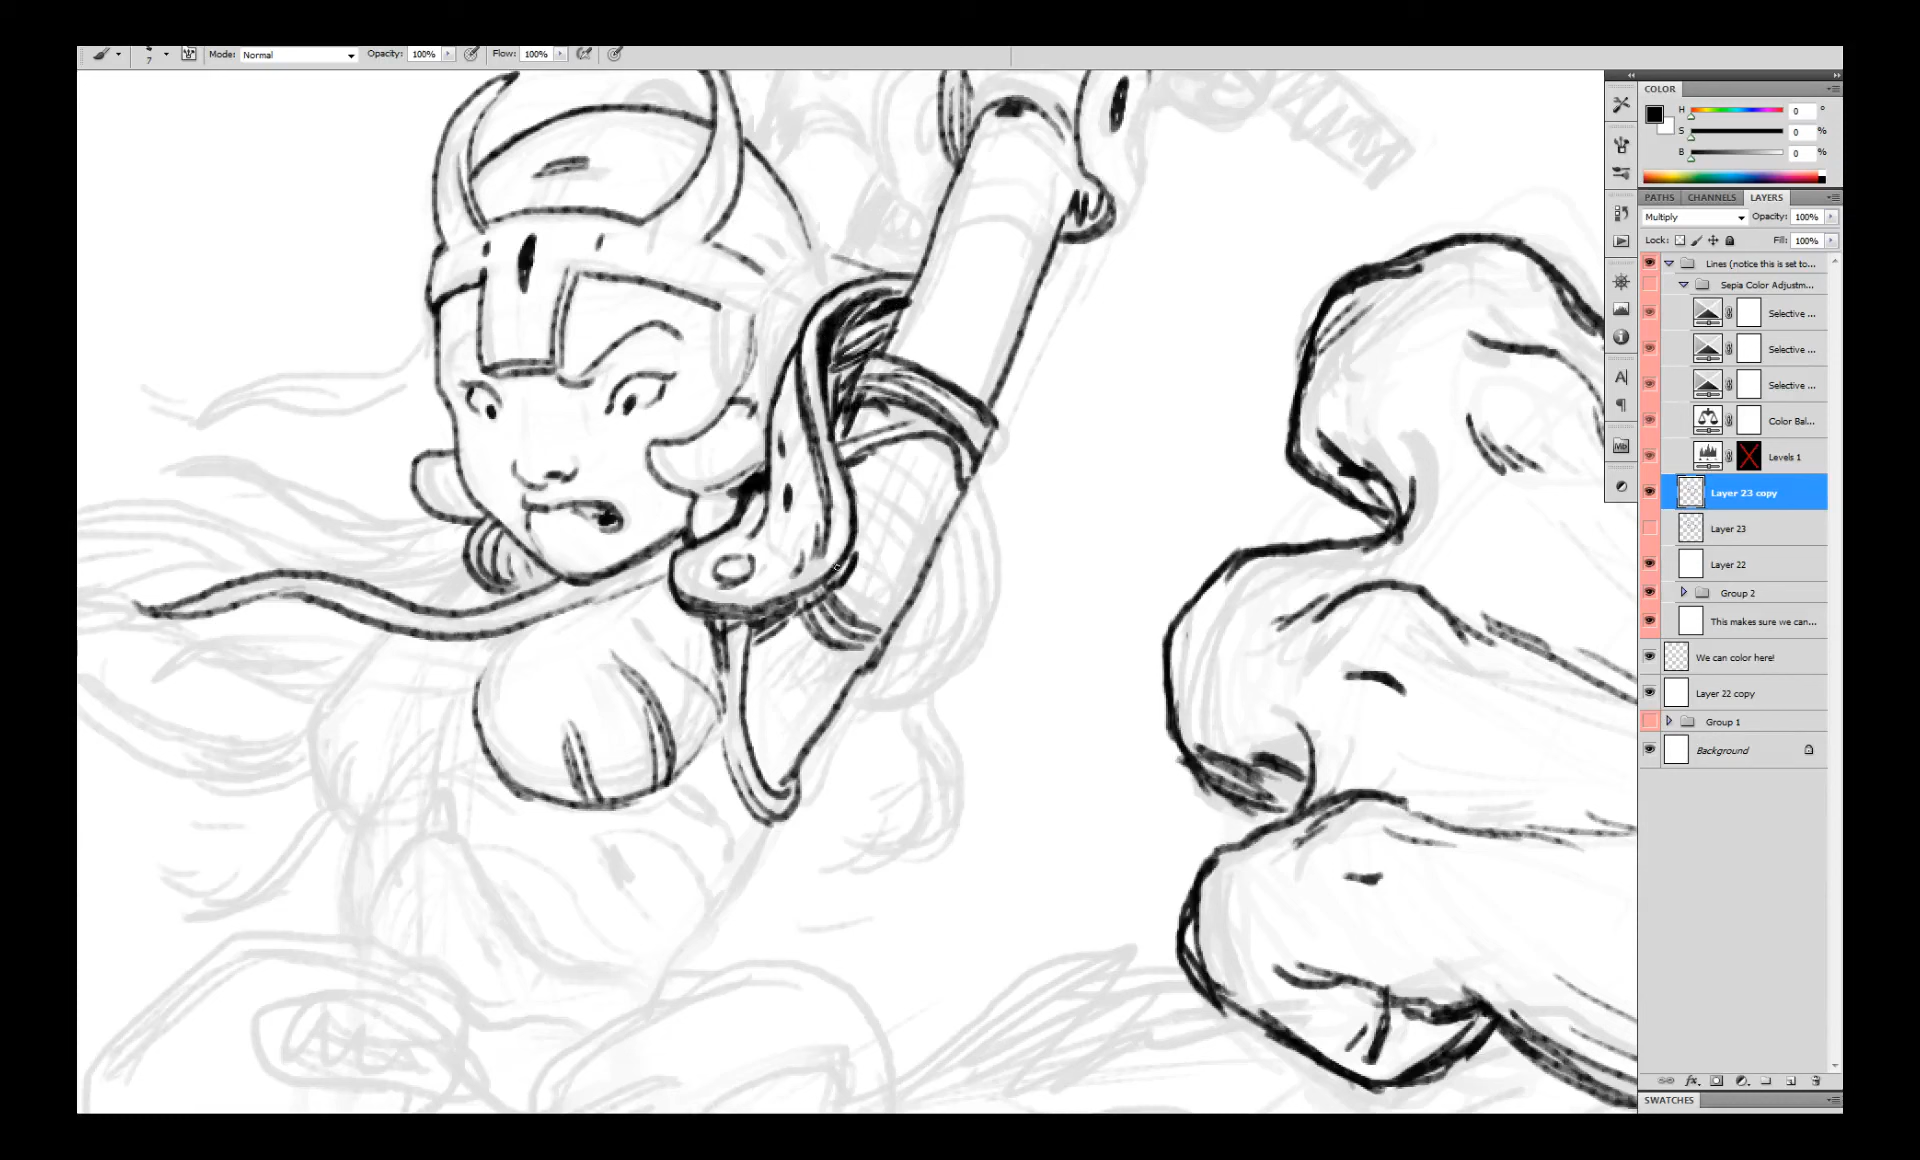 7 Mode: Normal Opacity: 100% Flow: 100%
COLOR
H 0 °
S 0 %
B 0 %
PATHS CHANNELS LAYERS
Multiply Opacity: 100%
Lock: Fill: 100%
Lines (notice this is set to...
Sepia Color Adjustm...
Selective ...
Selective ...
Selective ...
Color Bal...
Levels 1
Layer 23 copy
Layer 23
Layer 22
Group 2
This makes sure we can...
We can color here!
Layer 22 copy
Group 1
Background
SWATCHES